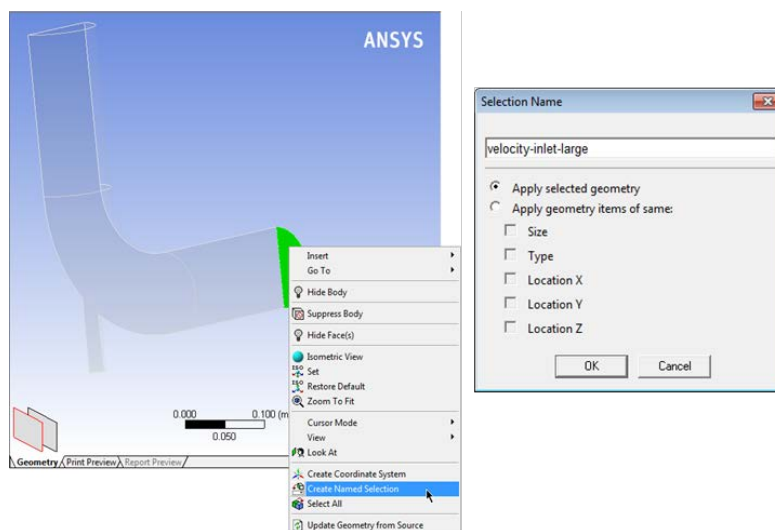 ANSYS
0.000
0.100 (m
0.050
Geometry
Print Preview
Report Preview
Insert
Go To
Hide Body
Suppress Body
Hide Face(s)
Isometric View
ISO
Set
ISO
Restore Default
Zoom To Fit
Cursor Mode
View
Look At
Create Coordinate System
Create Named Selection
Select All
Update Geometry from Source
Selection Name
velocity-inlet-large
Apply selected geometry
Apply geometry items of same:
Size
Type
Location X
Location Y
Location Z
OK
Cancel